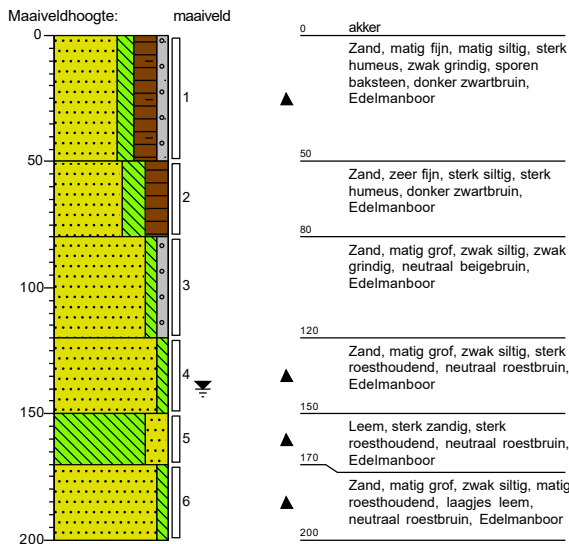 Maaiveldhoogte: maaiveld
0
50
100
150
200
1
2
3
4
5
6
0 akker
Zand, matig fijn, matig siltig, sterk
humeus, zwak grindig, sporen
baksteen, donker zwartbruin,
Edelmanboor
50
Zand, zeer fijn, sterk siltig, sterk
humeus, donker zwartbruin,
Edelmanboor
80
Zand, matig grof, zwak siltig, zwak
grindig, neutraal beigebruin,
Edelmanboor
120
Zand, matig grof, zwak siltig, sterk
roesthoudend, neutraal roestbruin,
Edelmanboor
150
Leem, sterk zandig, sterk
roesthoudend, neutraal roestbruin,
Edelmanboor
170
Zand, matig grof, zwak siltig, matig
roesthoudend, laagjes leem,
neutraal roestbruin, Edelmanboor
200